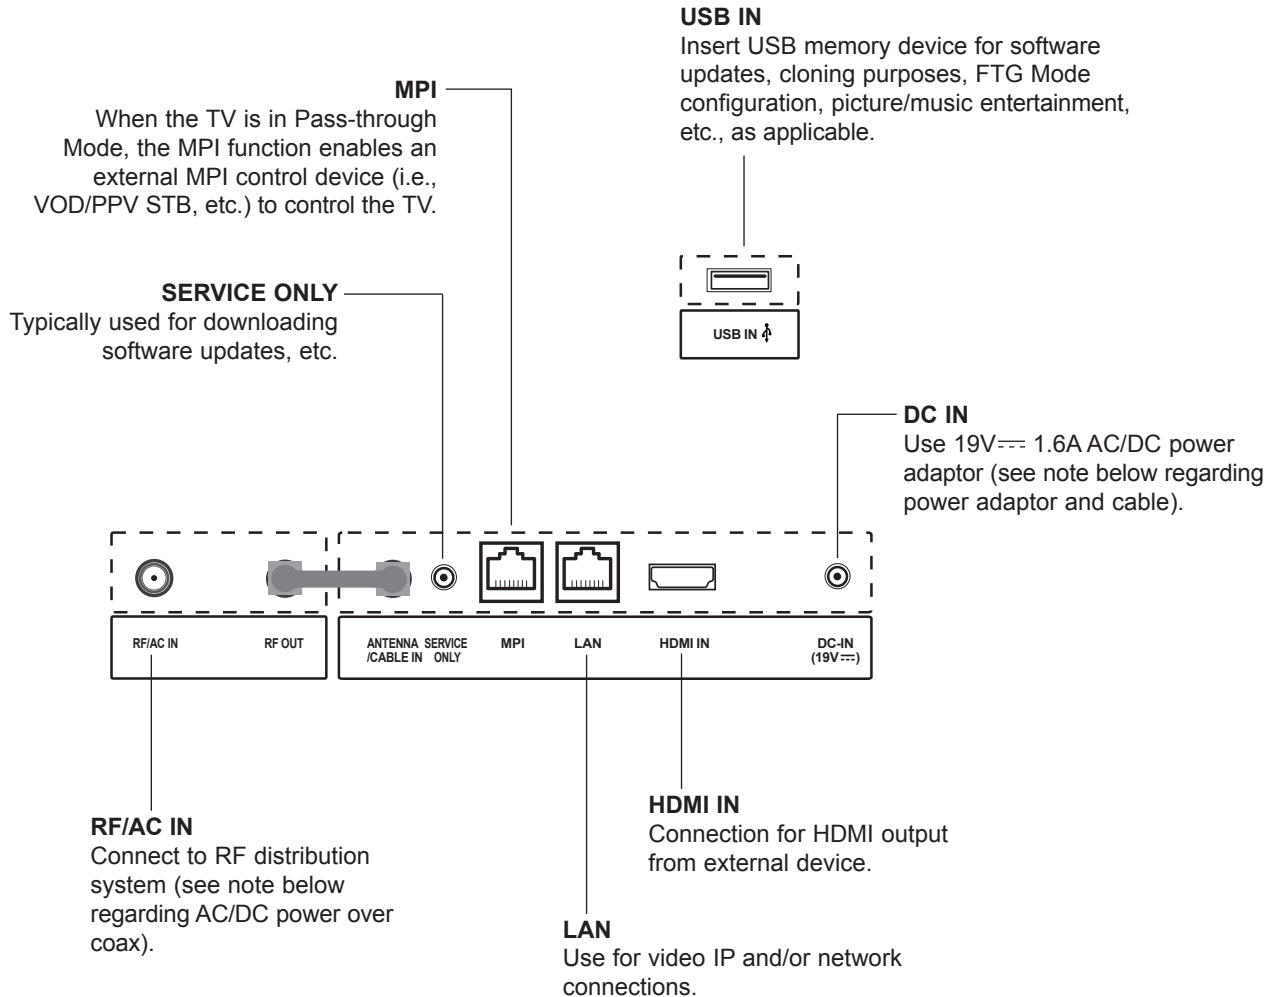 USB IN
Insert USB memory device for software
updates, cloning purposes, FTG Mode
configuration, picture/music entertainment,
etc., as applicable.
MPI
When the TV is in Pass-through
Mode, the MPI function enables an
external MPI control device (i.e.,
VOD/PPV STB, etc.) to control the TV.
SERVICE ONLY
Typically used for downloading
software updates, etc.
USB IN
DC IN
Use 19V⎓ 1.6A AC/DC power
adaptor (see note below regarding
power adaptor and cable).
RF/AC IN
RF OUT
ANTENNA
/CABLE IN
SERVICE
ONLY
MPI
LAN
HDMI IN
DC-IN
(19V⎓)
RF/AC IN
Connect to RF distribution
system (see note below
regarding AC/DC power over
coax).
HDMI IN
Connection for HDMI output
from external device.
LAN
Use for video IP and/or network
connections.